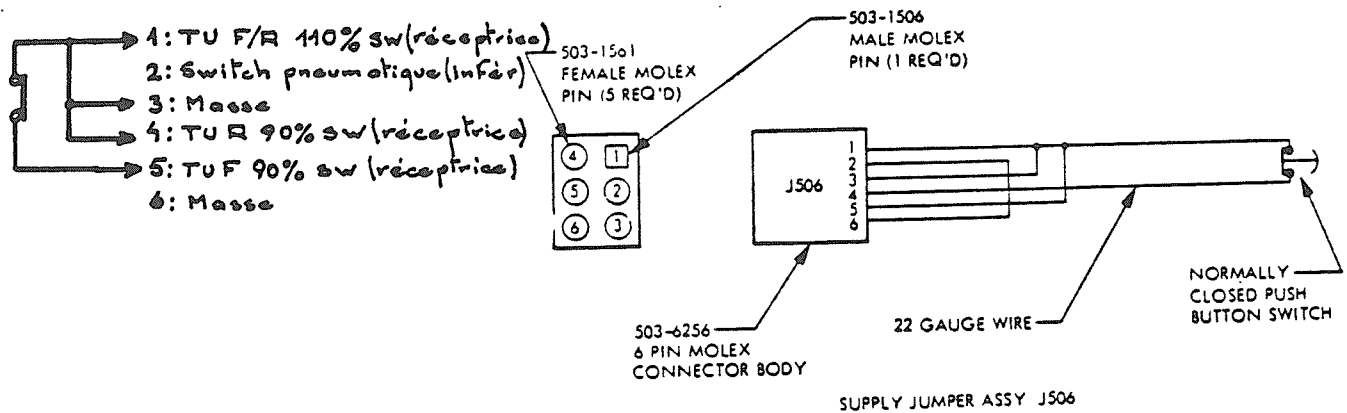 1: TU F/R 110% sw (réceptrice)
2: Switch pneumatique (infér)
3: Masse
4: TU R 90% sw (réceptrice)
5: TU F 90% sw (réceptrice)
6: Masse
503-1561
FEMALE MOLEX
PIN (5 REQ'D)
503-1506
MALE MOLEX
PIN (1 REQ'D)
4 1
5 2
6 3
J506
1
2
3
4
5
6
503-6256
6 PIN MOLEX
CONNECTOR BODY
22 GAUGE WIRE
NORMALLY
CLOSED PUSH
BUTTON SWITCH
SUPPLY JUMPER ASSY J506